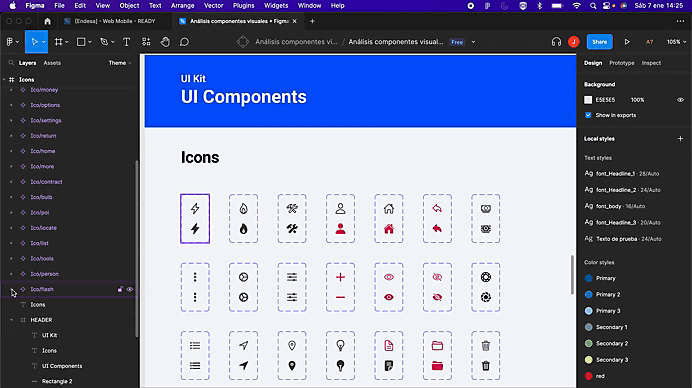 Figma File Edit View Object Text Arrange Vector Plugins Widget Window Help Sáb 7 ene 14:25
[Endesa] - Web Mobile - READY
Análisis componentes visuales • Figma
Análisis componentes vi... / Análisis componentes visual... Free
J Share A? 105%
Layers Assets Theme
Design Prototype Inspect
Icons
Ico/money
Ico/options
Ico/settings
Ico/return
Ico/home
Ico/more
Ico/contract
Ico/bulb
Ico/poi
Ico/locate
Ico/list
Ico/tools
Ico/person
Ico/flash
Icons
HEADER
UI Kit
Icons
UI Components
Rectangle 2
UI Kit
UI Components
Icons
Background
E5E5E5 100%
Show in exports
Local styles
Text styles
Ag font_Headline_1 · 28/Auto
Ag font_Headline_2 · 24/Auto
Ag font_body · 16/Auto
Ag font_Headline_3 · 20/Auto
Ag Texto de prueba · 24/Auto
Color styles
Primary
Primary 2
Primary 3
Secondary 1
Secondary 2
Secondary 3
red